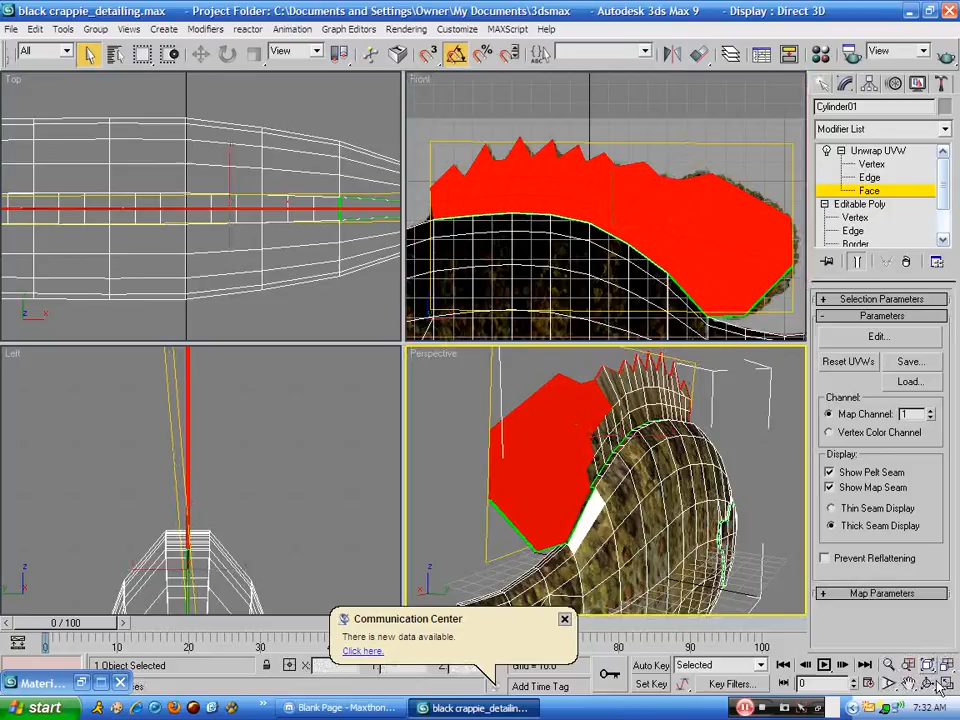 black crappie_detailing.max - Project Folder: C:\Documents and Settings\Owner\My Documents\3dsmax - Autodesk 3ds Max 9 - Display : Direct 3D
File Edit Tools Group Views Create Modifiers reactor Animation Graph Editors Rendering Customize MAXScript Help
All View View
Top Front
Left Perspective
Cylinder01
Modifier List
Unwrap UVW
Vertex
Edge
Face
Editable Poly
Vertex
Edge
Border
+ Selection Parameters
- Parameters
Edit...
Reset UVWs Save...
Load...
Channel:
Map Channel: 1
Vertex Color Channel
Display:
Show Pelt Seam
Show Map Seam
Thin Seam Display
Thick Seam Display
Prevent Reflattening
+ Map Parameters
Communication Center
There is new data available.
Click here.
0 / 100
0 10 20 30 80 90 100
1 Object Selected Grid = 10.0 Auto Key Selected
Materi... Add Time Tag Set Key Key Filters... 0
start Blank Page - Maxthon... black crappie_detailin... 7:32 AM